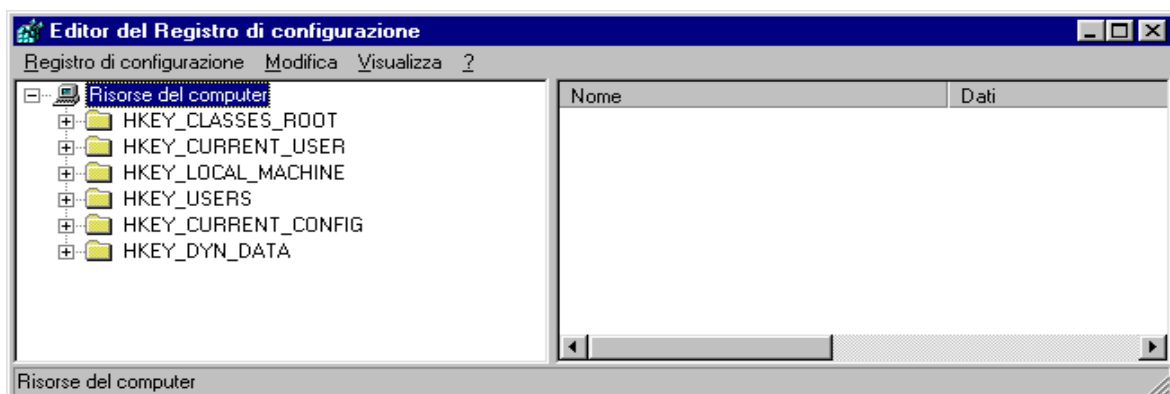 Editor del Registro di configurazione
Registro di configurazione Modifica Visualizza ?
Risorse del computer
HKEY_CLASSES_ROOT
HKEY_CURRENT_USER
HKEY_LOCAL_MACHINE
HKEY_USERS
HKEY_CURRENT_CONFIG
HKEY_DYN_DATA
Nome Dati
Risorse del computer